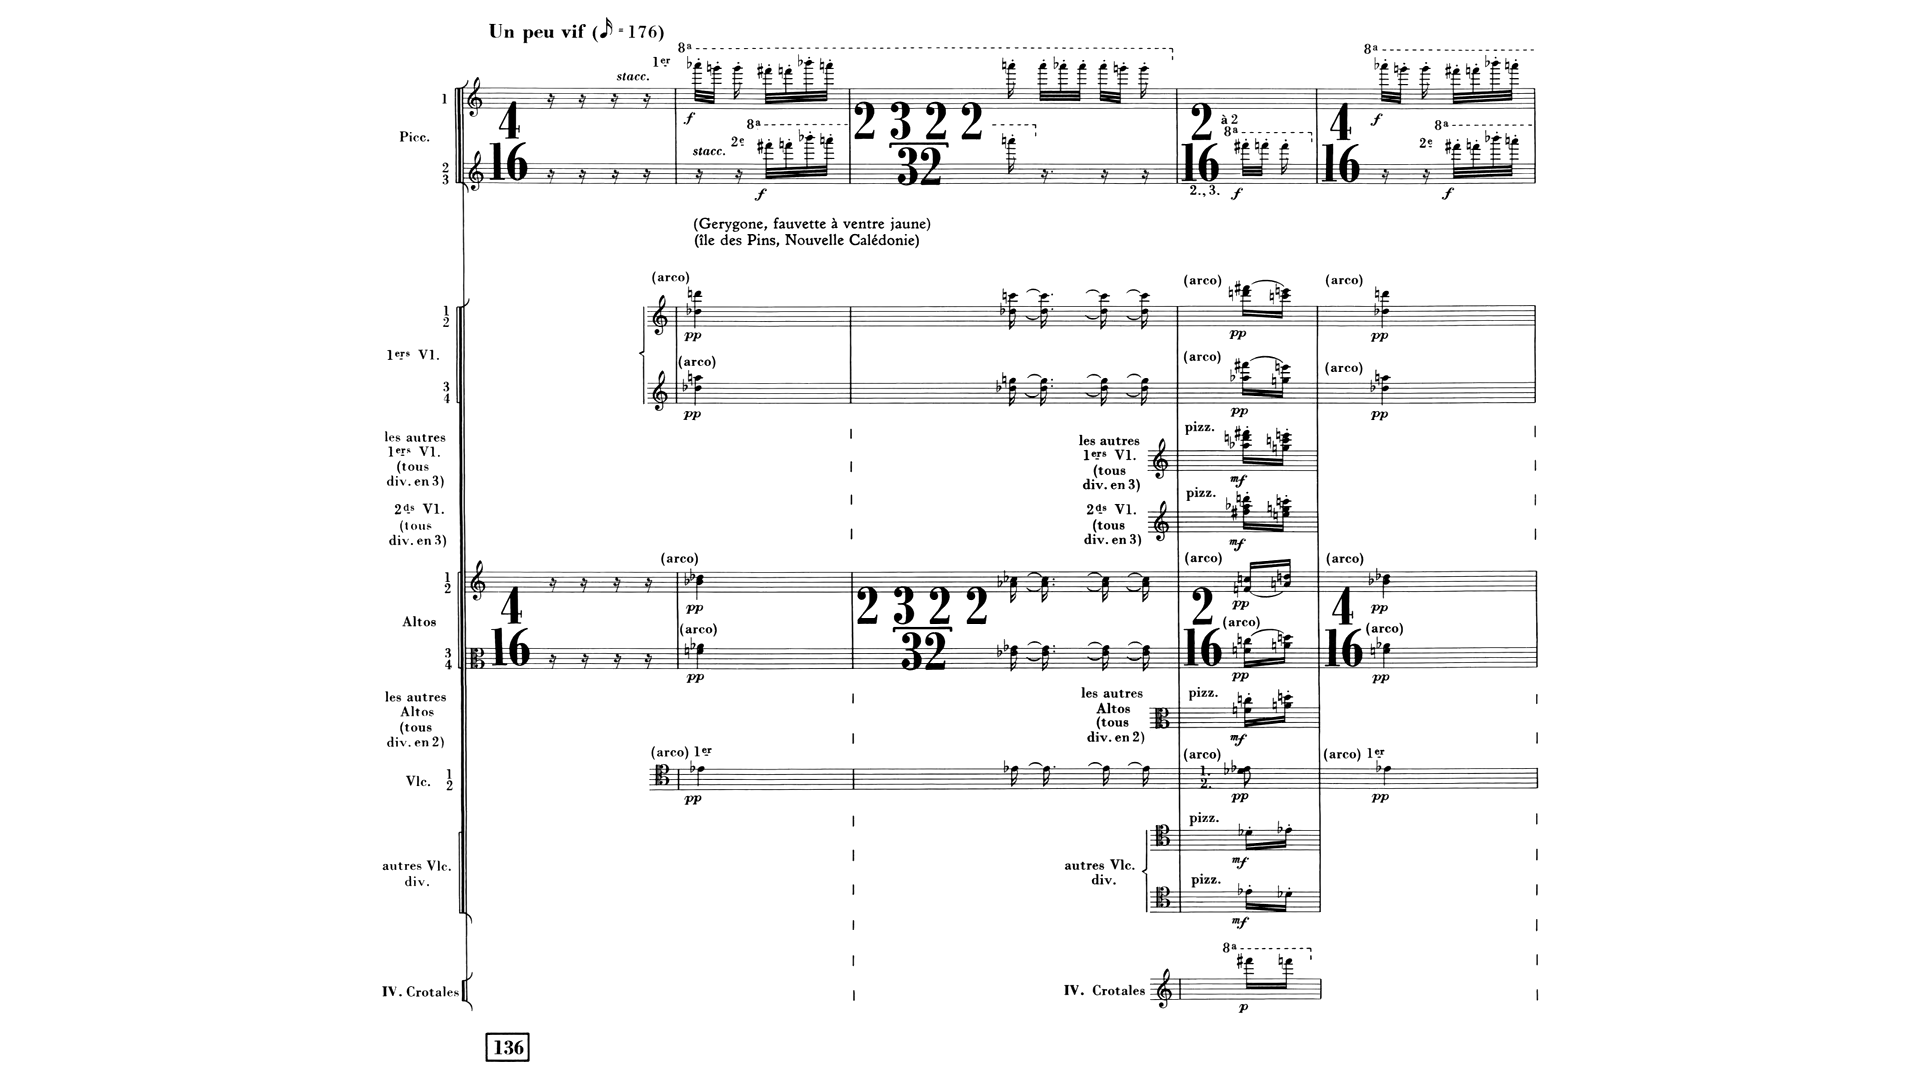 Un peu vif (𝅘𝅥𝅯 = 176)
8ª 8ª
1er
stacc.
1
f f
4 2 3 2 2 2 4
à 2
Picc.
8ª 8ª 8ª
stacc. 2e 2e
16 32 16 16
2
3
f 2., 3. f f
(Gerygone, fauvette à ventre jaune)
(île des Pins, Nouvelle Calédonie)
(arco) (arco) (arco)
1
2
pp pp pp
1ers Vl.
(arco) (arco) (arco)
3
4
pp pp pp
les autres
1ers Vl.
(tous
div. en 3)
les autres
1ers Vl.
(tous
div. en 3)
pizz.
mf
2ds Vl.
(tous
div. en 3)
2ds Vl.
(tous
div. en 3)
pizz.
mf
(arco) (arco) (arco)
1
2
pp pp pp
4 2 3 2 2 2 4
Altos
16 32 16 16
(arco) (arco) (arco)
3
4
pp pp pp
les autres
Altos
(tous
div. en 2)
les autres
Altos
(tous
div. en 2)
pizz.
mf
(arco) 1er (arco) (arco) 1er
Vlc. 1
2
1.
2.
pp pp pp
pizz.
mf
autres Vlc.
div.
autres Vlc.
div.
pizz.
mf
8ª
IV. Crotales IV. Crotales
p
136